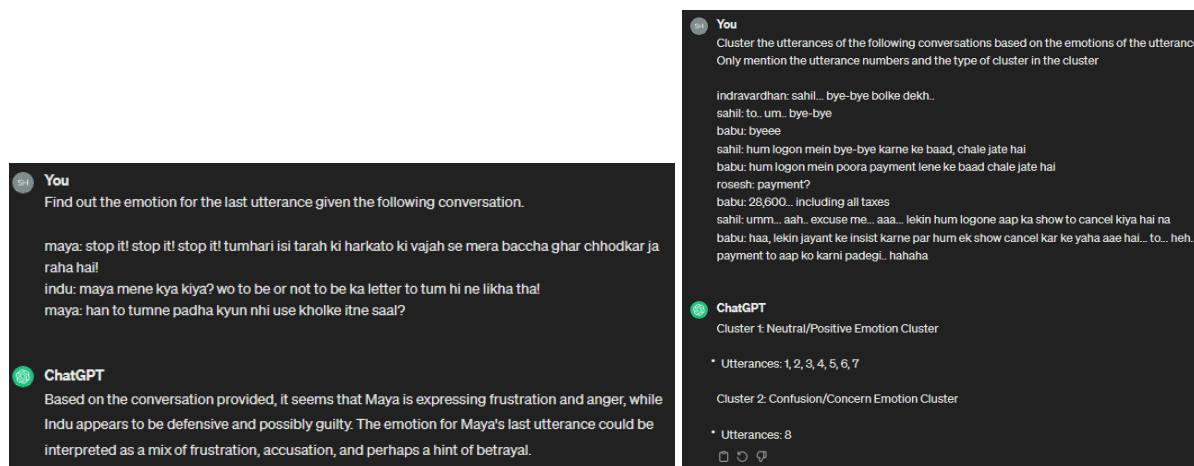 SH You
Find out the emotion for the last utterance given the following conversation.
maya: stop it! stop it! stop it! tumhari isi tarah ki harkato ki vajah se mera baccha ghar chhodkar ja
raha hai!
indu: maya mene kya kiya? wo to be or not to be ka letter to tum hi ne likha tha!
maya: han to tumne padha kyun nhi use kholke itne saal?
ChatGPT
Based on the conversation provided, it seems that Maya is expressing frustration and anger, while
Indu appears to be defensive and possibly guilty. The emotion for Maya's last utterance could be
interpreted as a mix of frustration, accusation, and perhaps a hint of betrayal.
SH You
Cluster the utterances of the following conversations based on the emotions of the utterance
Only mention the utterance numbers and the type of cluster in the cluster
indravardhan: sahil... bye-bye bolke dekh..
sahil: to.. um.. bye-bye
babu: byeee
sahil: hum logon mein bye-bye karne ke baad, chale jate hai
babu: hum logon mein poora payment lene ke baad chale jate hai
rosesh: payment?
babu: 28,600... including all taxes
sahil: umm... aah.. excuse me... aaa... lekin hum logone aap ka show to cancel kiya hai na
babu: haa, lekin jayant ke insist karne par hum ek show cancel kar ke yaha aae hai... to... heh.
payment to aap ko karni padegi.. hahaha
ChatGPT
Cluster 1: Neutral/Positive Emotion Cluster
• Utterances: 1, 2, 3, 4, 5, 6, 7
Cluster 2: Confusion/Concern Emotion Cluster
• Utterances: 8